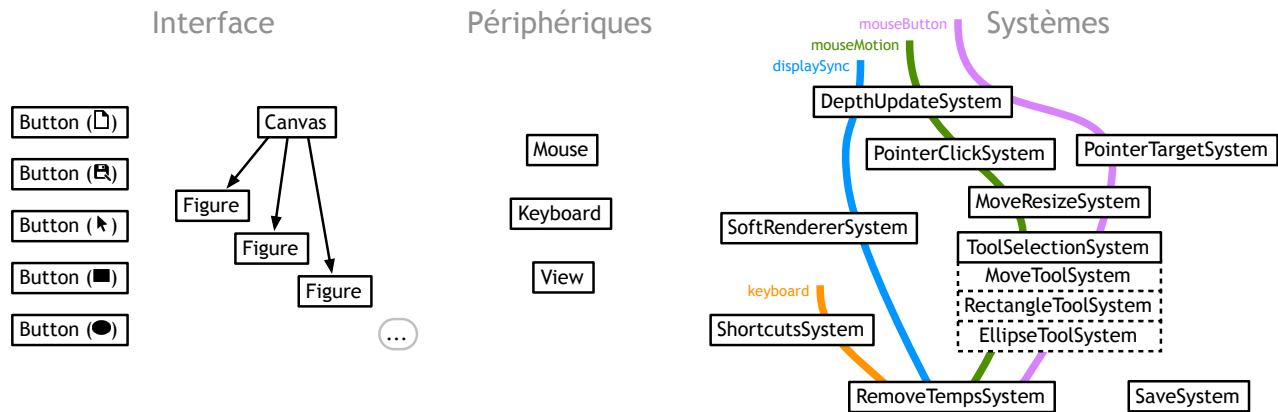 Interface
Périphériques
Systèmes
mouseButton
mouseMotion
displaySync
Button ( )
Button ( )
Button ( )
Button ( )
Button ( )
Canvas
Figure
Figure
Figure
...
Mouse
Keyboard
View
DepthUpdateSystem
PointerClickSystem
PointerTargetSystem
MoveResizeSystem
SoftRendererSystem
ToolSelectionSystem
MoveToolSystem
RectangleToolSystem
EllipseToolSystem
keyboard
ShortcutsSystem
RemoveTempsSystem
SaveSystem